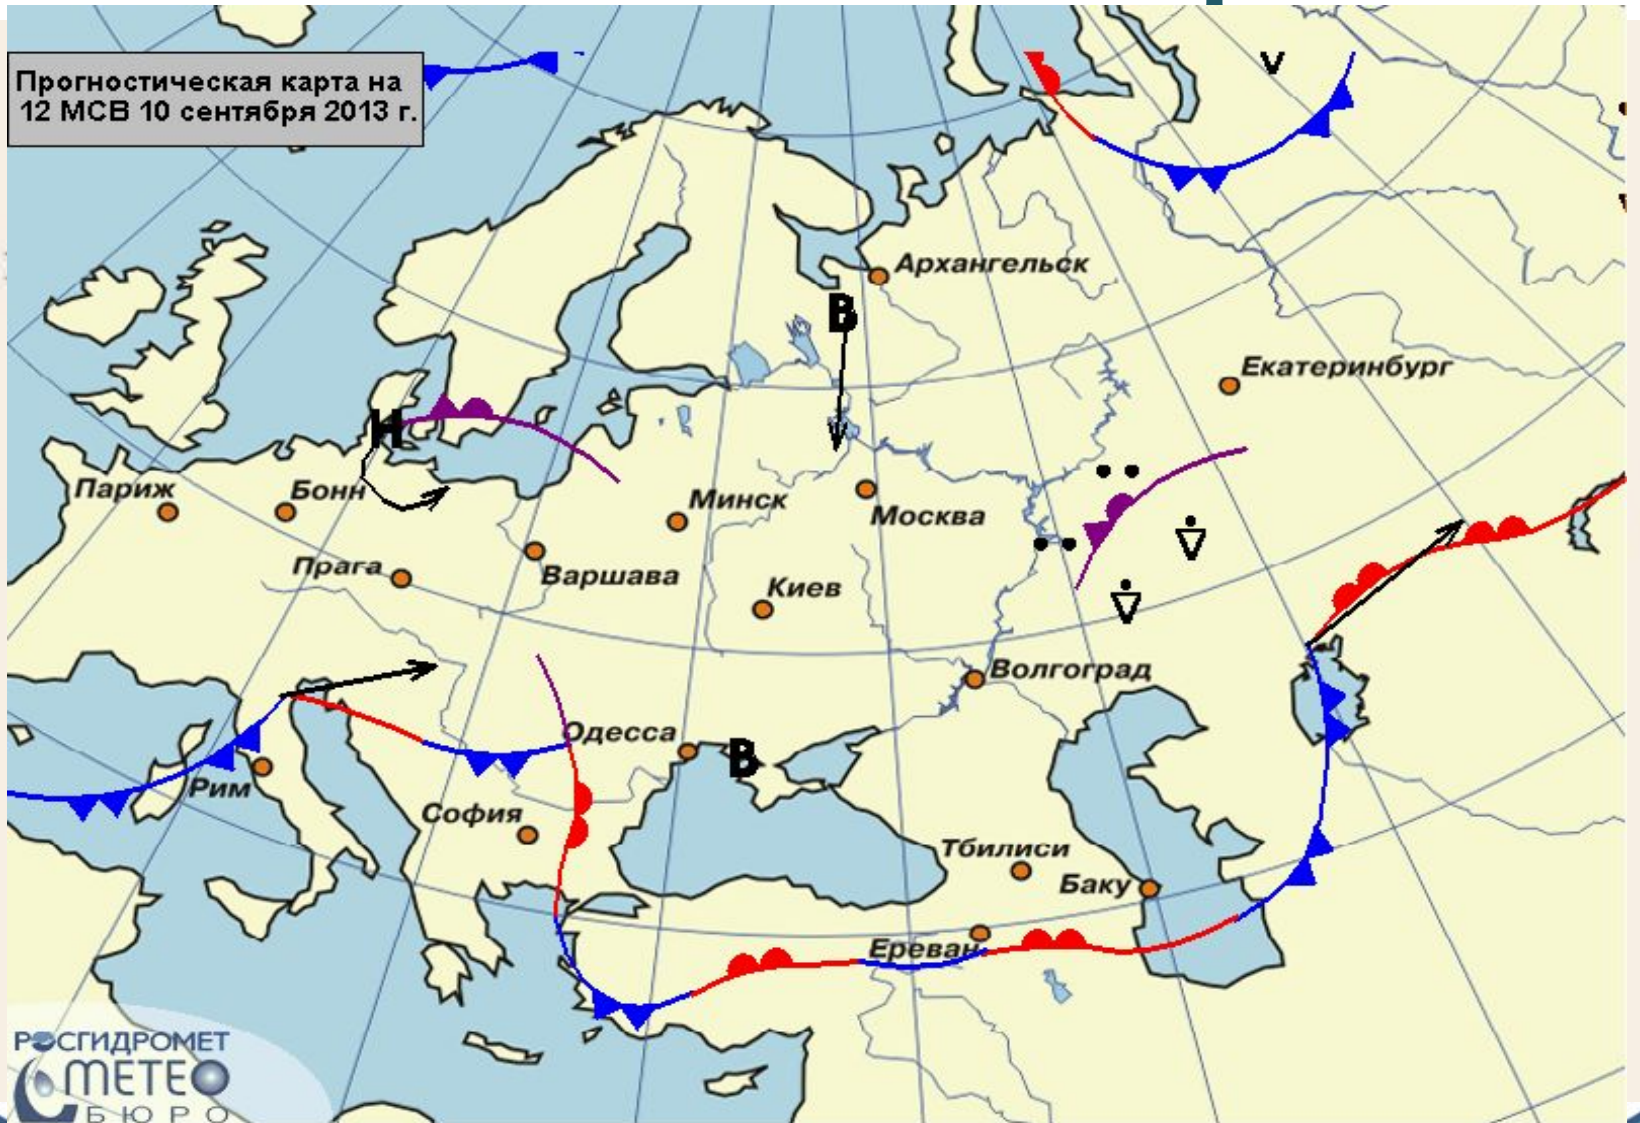 Прогностическая карта на
12 МСВ 10 сентября 2013 г.
Архангельск
В
Екатеринбург
Н
Париж
Бонн
Минск
Москва
Прага
Варшава
Киев
Волгоград
Одесса
В
Рим
София
Тбилиси
Баку
Ереван
РОСГИДРОМЕТ
МЕТЕО
БЮРО